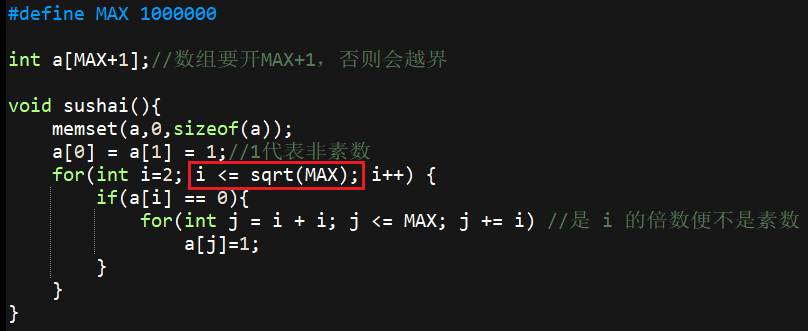 #define MAX 1000000
int a[MAX+1];//数组要开MAX+1，否则会越界
void sushai(){
memset(a,0,sizeof(a));
a[0] = a[1] = 1;//1代表非素数
for(int i=2; i <= sqrt(MAX); i++) {
if(a[i] == 0){
for(int j = i + i; j <= MAX; j += i) //是 i 的倍数便不是素数
a[j]=1;
}
}
}